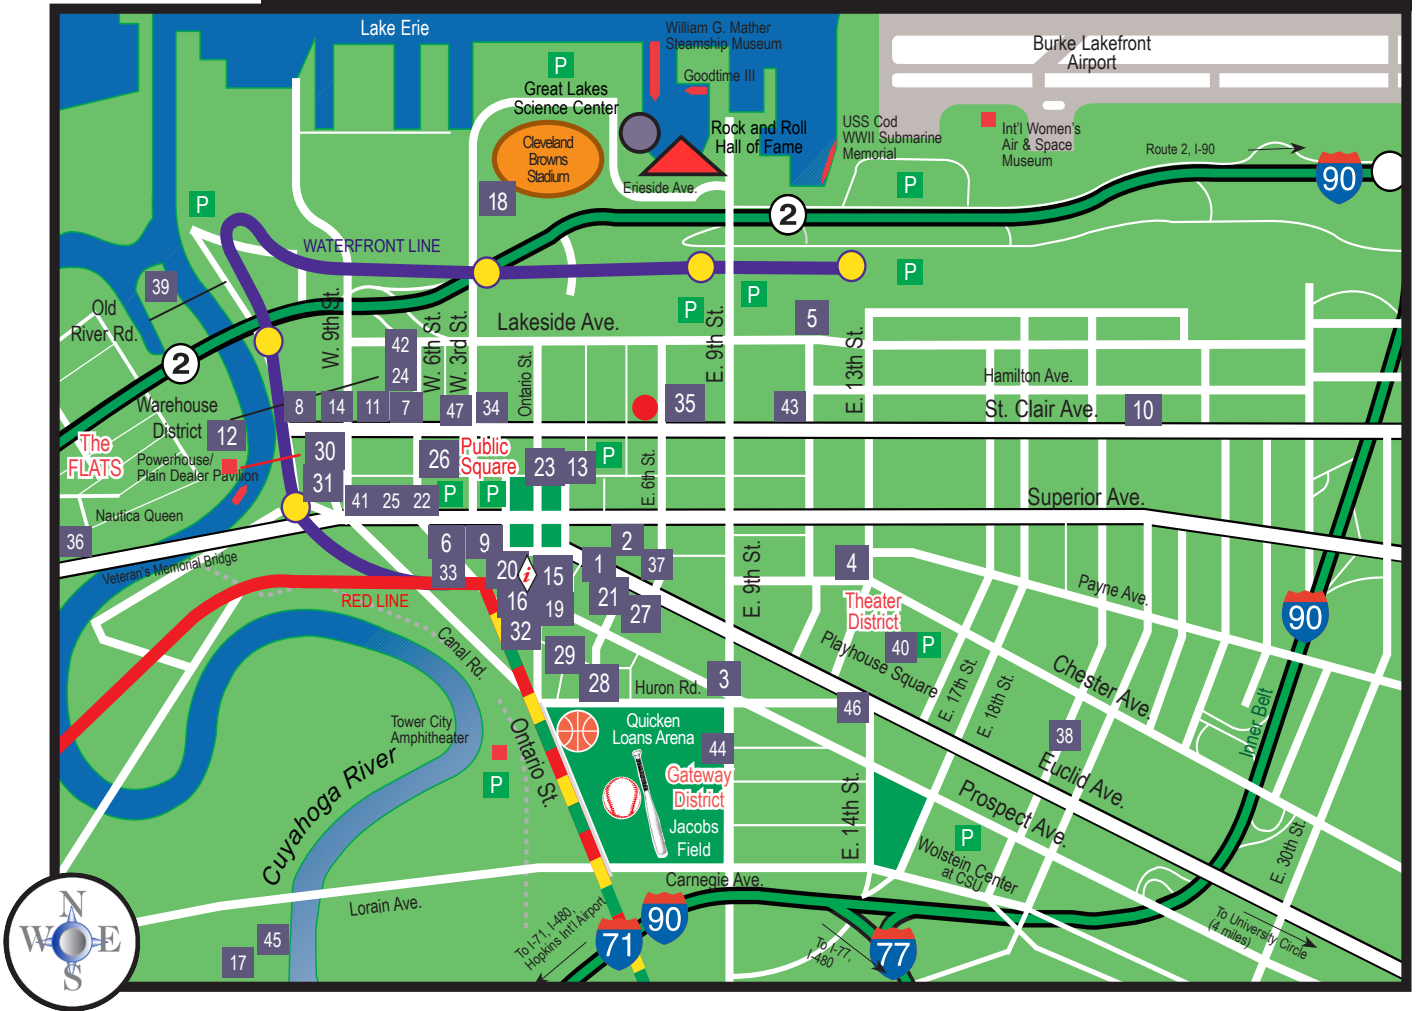 Lake Erie
William G. Mather
Steamship Museum
Goodtime III
Burke Lakefront
Airport
P
Great Lakes
Science Center
Cleveland
Browns
Stadium
Rock and Roll
Hall of Fame
USS Cod
WWII Submarine
Memorial
Int'l Women's
Air & Space
Museum
Route 2, I-90
90
Erieside Ave.
P
P
18
2
WATERFRONT LINE
39
P
P
P
Old
River Rd.
W. 9th St.
W. 6th St.
W. 3rd St.
Lakeside Ave.
E. 9th St.
5
42
24
2
Ontario St.
E. 13th St.
Hamilton Ave.
Warehouse
District
8
14
11
7
47
34
35
43
St. Clair Ave.
10
12
The
FLATS
Powerhouse/
Plain Dealer Pavilion
30
31
26
Public
Square
23
13
P
E. 6th St.
41
25
22
P
P
Superior Ave.
Nautica Queen
36
Veteran's Memorial Bridge
6
9
33
20
i
15
1
2
37
E. 9th St.
4
Payne Ave.
90
RED LINE
16
19
21
27
32
Theater
District
40
P
Canal Rd.
Playhouse Square
29
28
Huron Rd.
3
46
E. 17th St.
E. 18th St.
Chester Ave.
Inner Belt
38
Euclid Ave.
Tower City
Amphitheater
P
Ontario St.
Quicken
Loans Arena
44
Gateway
District
Jacobs
Field
E. 14th St.
Prospect Ave.
Cuyahoga River
P
Wolstein Center
at CSU
E. 30th St.
Carnegie Ave.
Lorain Ave.
N
W
E
S
45
17
To I-71, I-480,
Hopkins Int'l Airport
71
90
To I-77,
I-480
77
To University Circle
(4 miles)